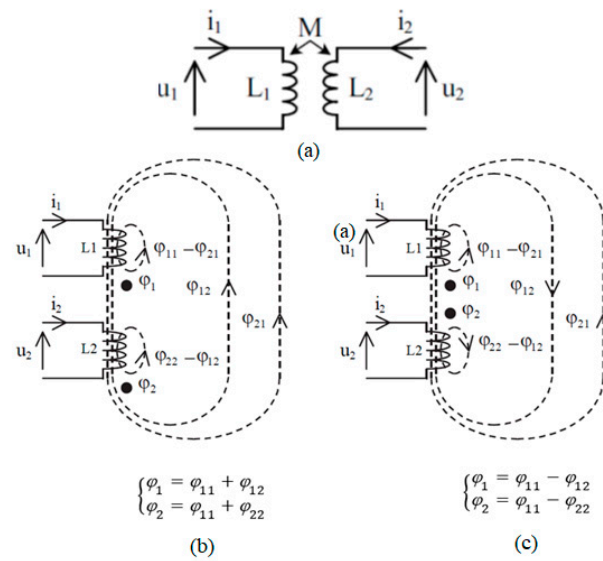 i₁ M i₂
u₁ L₁ L₂ u₂
(a)
i₁
u₁ L1 φ₁₁ – φ₂₁
φ₁
φ₁₂
φ₂₁
i₂
u₂ L2 φ₂₂ – φ₁₂
φ₂
i₁
(a)
u₁ L1 φ₁₁ – φ₂₁
φ₁
φ₁₂
φ₂
φ₂₁
i₂
u₂ L2 φ₂₂ – φ₁₂
{φ₁ = φ₁₁ + φ₁₂
φ₂ = φ₁₁ + φ₂₂
(b)
{φ₁ = φ₁₁ − φ₁₂
φ₂ = φ₁₁ − φ₂₂
(c)